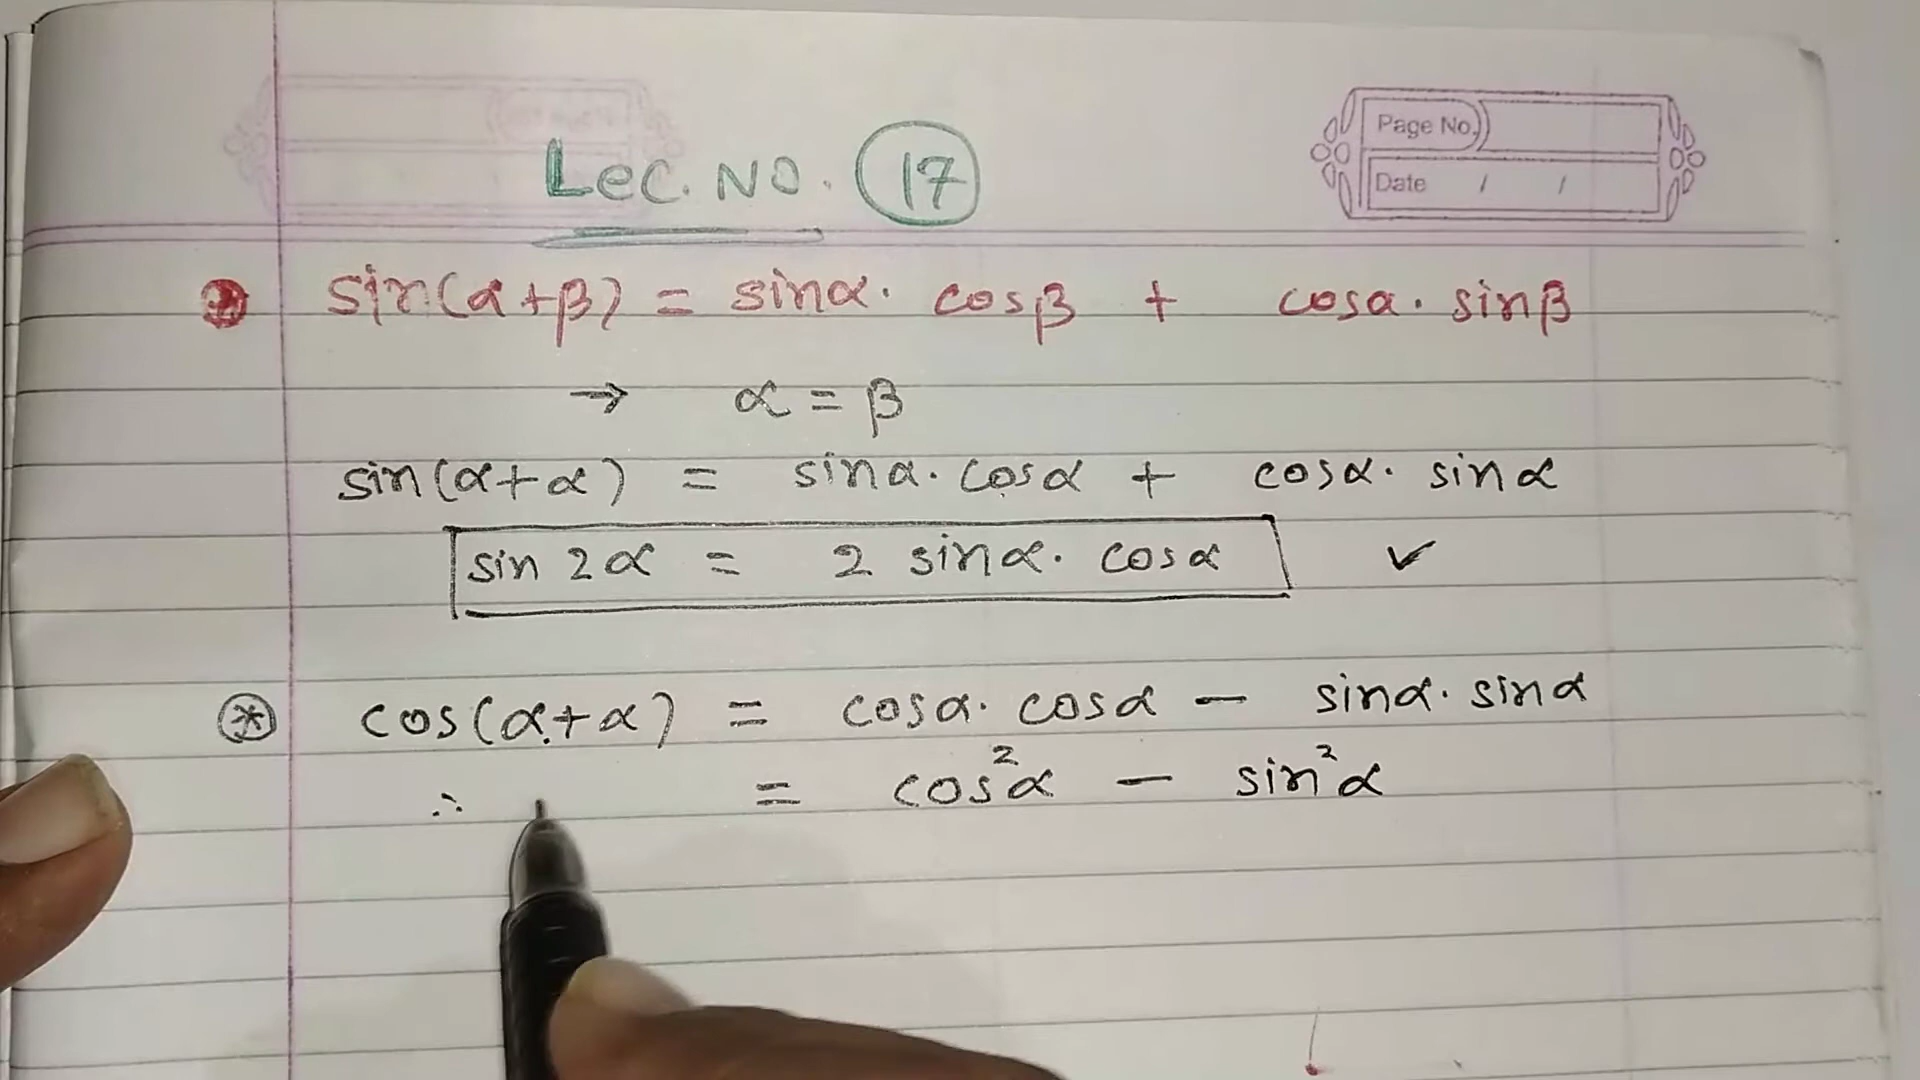 Lec. No. 17
Page No.
Date / /
sin(α+β) = sinα. cosβ + cosα. sinβ
→ α = β
sin(α+α) = sinα. cosα + cosα. sinα
sin 2α = 2 sinα. cosα ✓
⊛ cos(α+α) = cosα. cosα − sinα. sinα
∴ = cos²α − sin²α